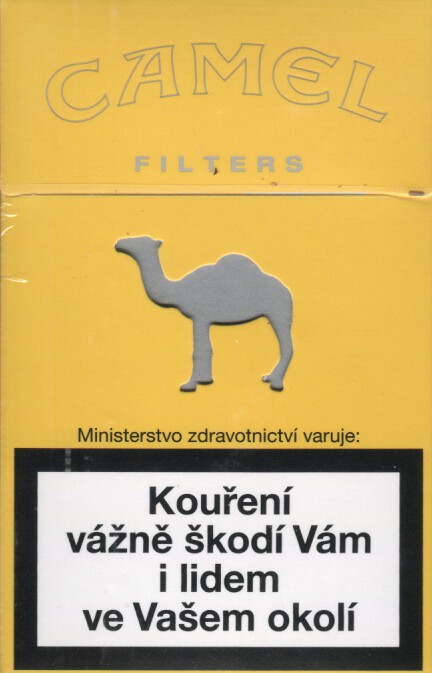 CAMEL
FILTERS
Ministerstvo zdravotnictví varuje:
Kouření
vážně škodí Vám
i lidem
ve Vašem okolí